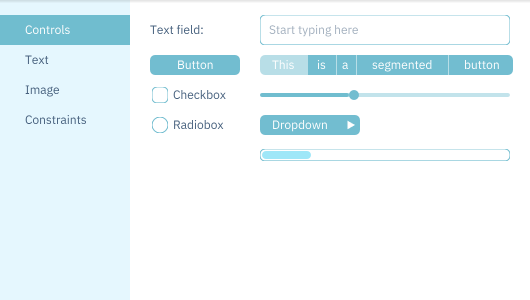 Controls
Text
Image
Constraints
Text field:
Start typing here
Button
This is a segmented button
Checkbox
Radiobox
Dropdown